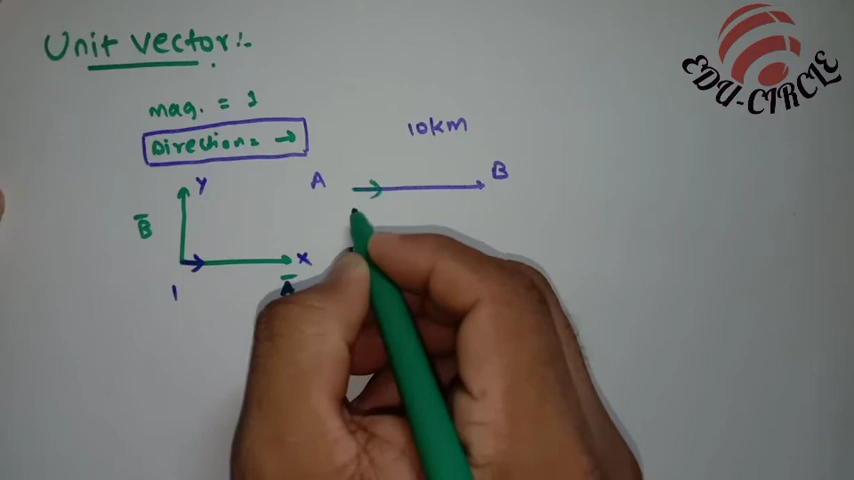 Unit vector:-
EDU-CIRCLE
mag. = 1
Direction = →
10km
A
B
Y
B̅
X
1
A̅